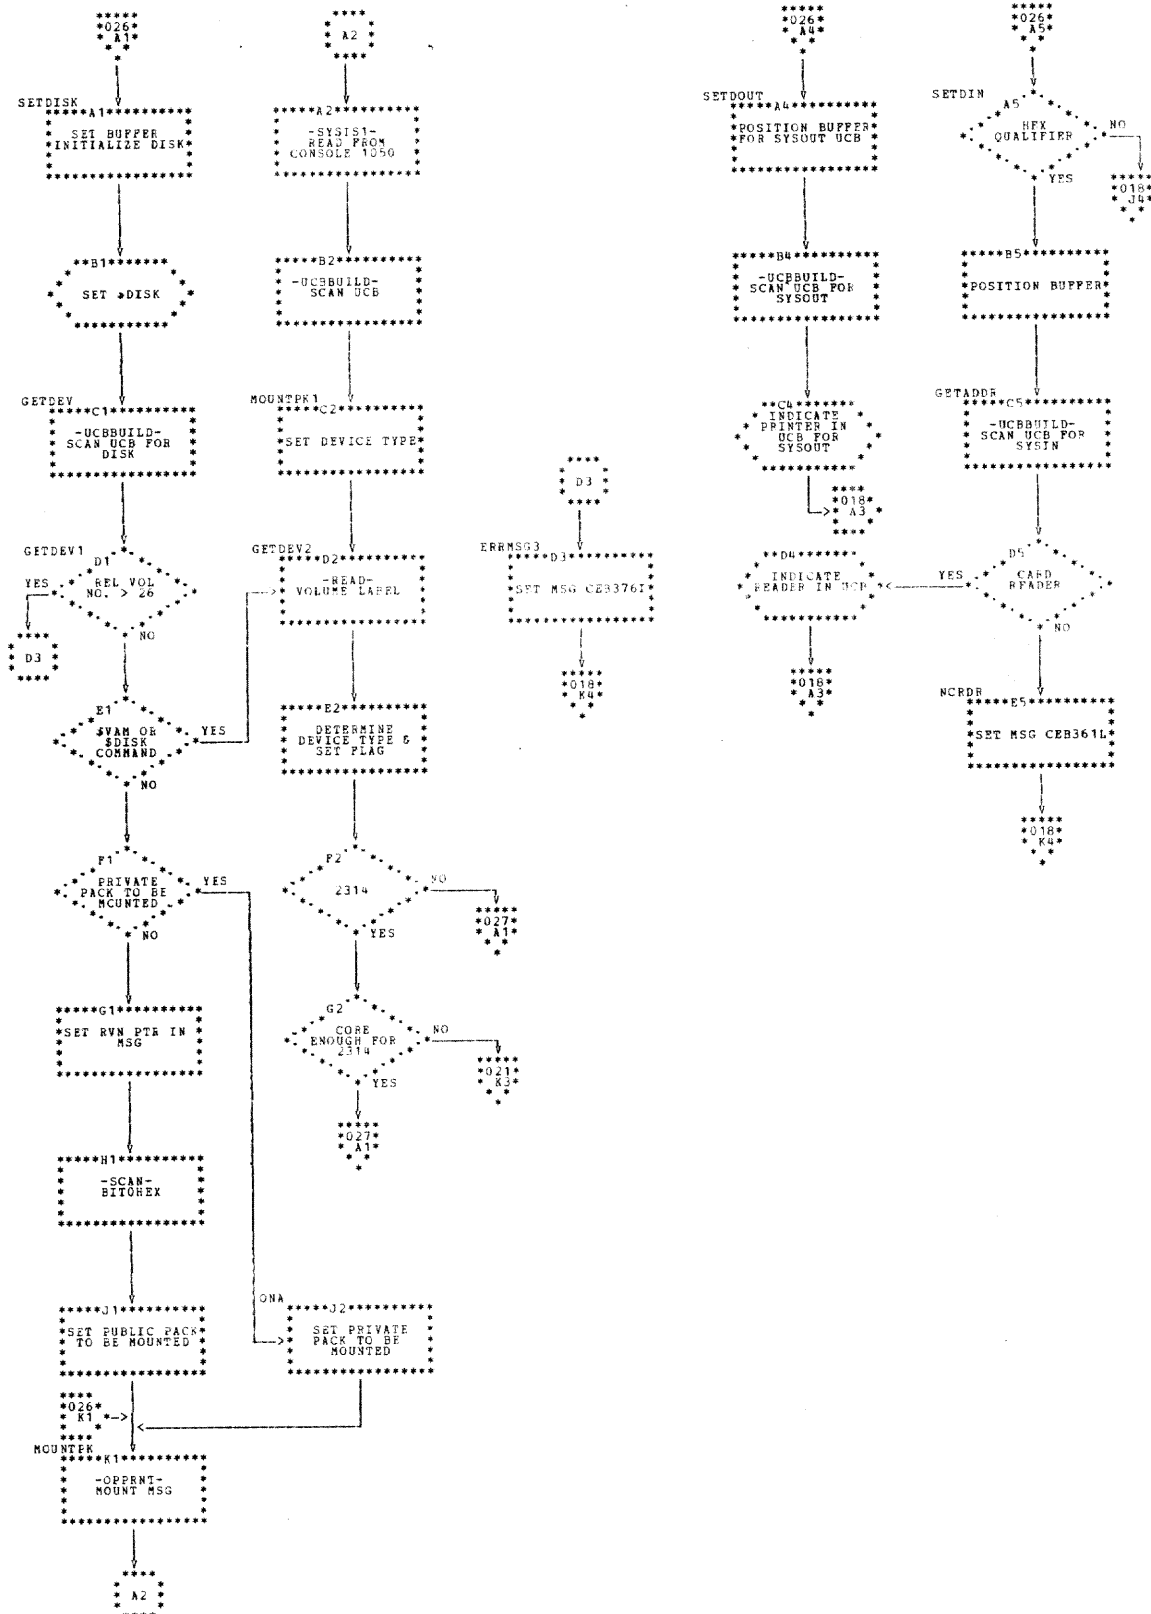 026
A1
SETDISK
A1
SET BUFFER
INITIALIZE DISK
B1
DISK
SET
GETDEV
C1
-UCBBUILD-
SCAN UCB FOR
DISK
GETDEV1
D1
REL VOL
NO. > 26
YES
NO
D3
E1
$VAM OR
$DISK
COMMAND
YES
NO
F1
PRIVATE
PACK TO BE
MCUNTED
YES
NO
G1
SET RVN PTR IN
MSG
H1
-SCAN-
BITOHEX
J1
SET PUBLIC PACK
TO BE MOUNTED
026
K1
MOUNTPK
K1
-OPPRNT-
MOUNT MSG
A2
A2
A2
-SYSIS1-
READ FROM
CONSOLE 1050
B2
-UCBBUILD-
SCAN UCB
MOUNTPK1
C2
SET DEVICE TYPE
GETDEV2
D2
-READ-
VOLUME LABEL
E2
DETERMINE
DEVICE TYPE &
SET FLAG
F2
2314
NO
YES
027
A1
G2
CORE
ENOUGH FOR
2314
NO
YES
021
K3
027
A1
ONA
J2
SET PRIVATE
PACK TO BE
MOUNTED
D3
ERRMSG3
D3
SET MSG CEB376I
018
K4
026
A4
SETDOUT
A4
POSITION BUFFER
FOR SYSOUT UCB
B4
-UCBBUILD-
SCAN UCB FOR
SYSOUT
C4
INDICATE
PRINTER IN
UCB FOR
SYSOUT
018
A3
D4
INDICATE
READER IN UCB
018
A3
026
A5
SETDIN
A5
HEX
QUALIFIER
NO
YES
018
J4
B5
POSITION BUFFER
GETADDR
C5
-UCBBUILD-
SCAN UCB FOR
SYSIN
D5
CARD
READER
YES
NO
NCRDR
E5
SET MSG CEB361L
018
K4